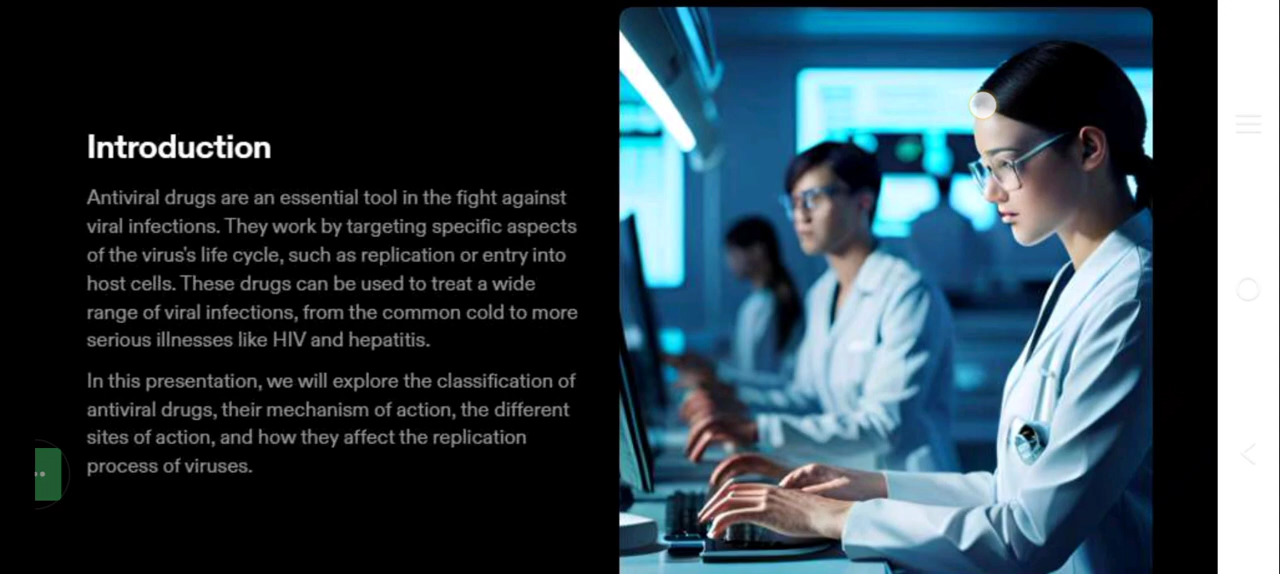 Introduction
Antiviral drugs are an essential tool in the fight against
viral infections. They work by targeting specific aspects
of the virus's life cycle, such as replication or entry into
host cells. These drugs can be used to treat a wide
range of viral infections, from the common cold to more
serious illnesses like HIV and hepatitis.
In this presentation, we will explore the classification of
antiviral drugs, their mechanism of action, the different
sites of action, and how they affect the replication
process of viruses.